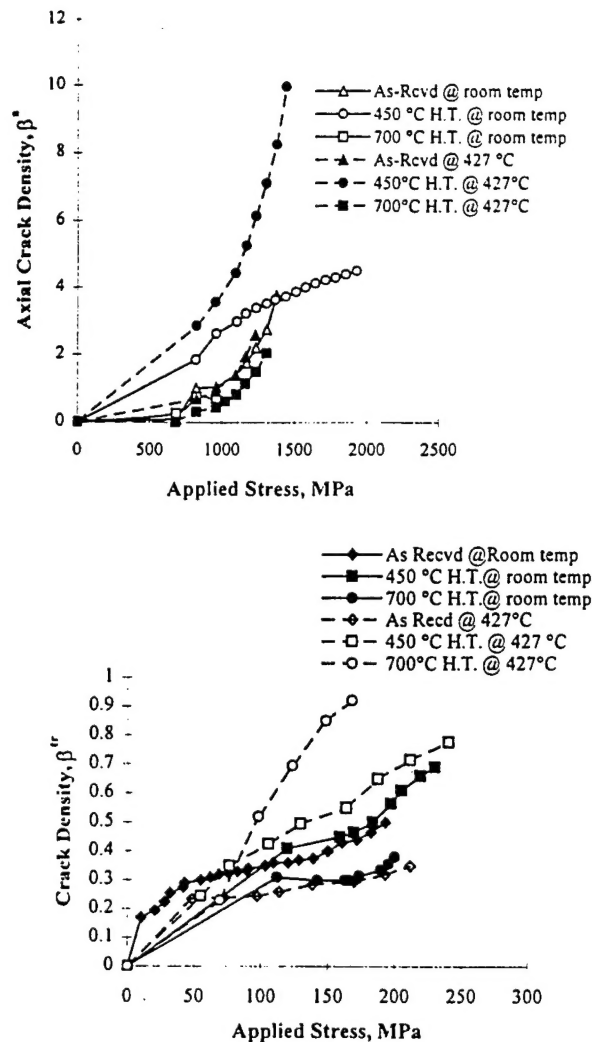 12
10
8
6
4
2
0
Axial Crack Density, βª
As-Rcvd @ room temp
450 °C H.T. @ room temp
700 °C H.T. @ room temp
As-Rcvd @ 427 °C
450°C H.T. @ 427°C
700°C H.T. @ 427°C
0 500 1000 1500 2000 2500
Applied Stress, MPa
As Recvd @Room temp
450 °C H.T.@ room temp
700 °C H.T.@ room temp
As Recd @ 427°C
450 °C H.T. @ 427 °C
700°C H.T. @ 427°C
1
0.9
0.8
0.7
0.6
0.5
0.4
0.3
0.2
0.1
0
Crack Density, βᵗʳ
0 50 100 150 200 250 300
Applied Stress, MPa